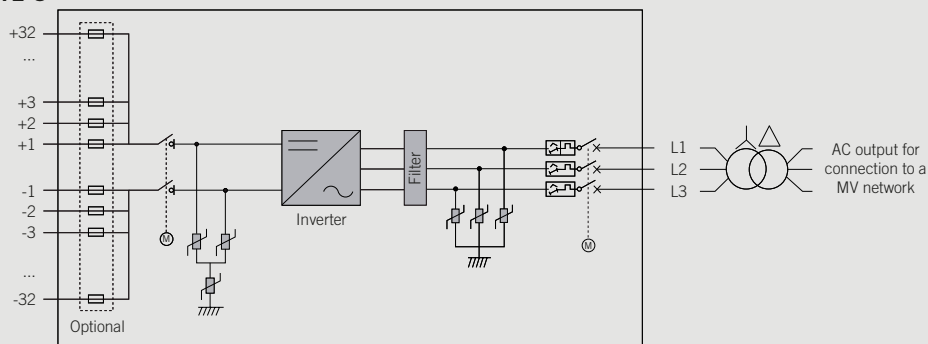 +32
...
+3
+2
+1
-1
-2
-3
...
-32
Optional
M
Inverter
Filter
M
L1
L2
L3
AC output for
connection to a
MV network